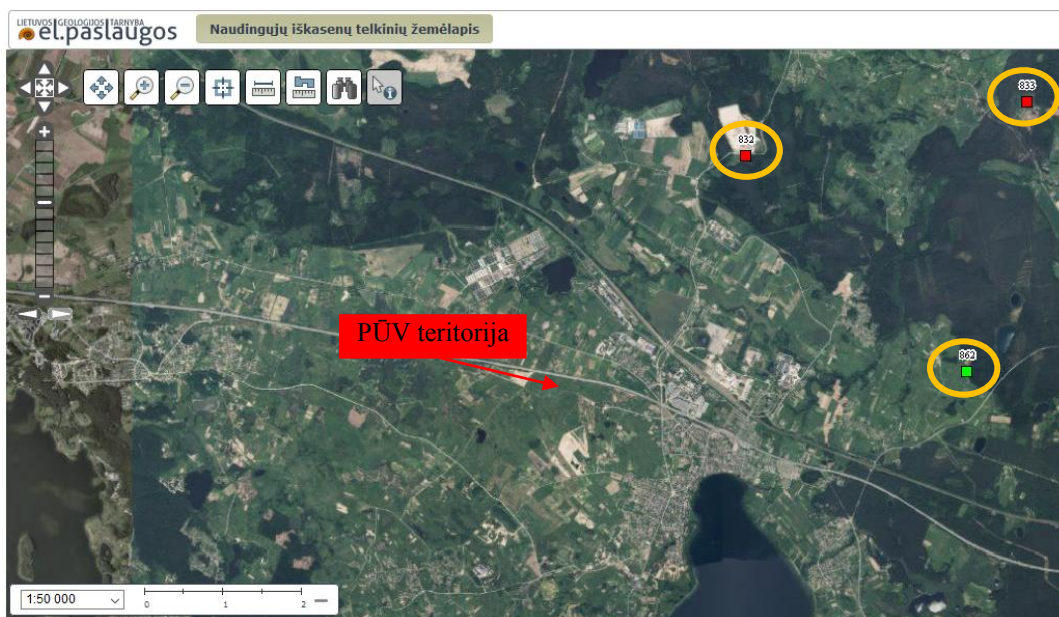 LIETUVOS GEOLOGIJOS TARNYBA
el.paslaugos
Naudingųjų iškasenų telkinių žemėlapis
833
832
PŪV teritorija
862
1:50 000
0 1 2